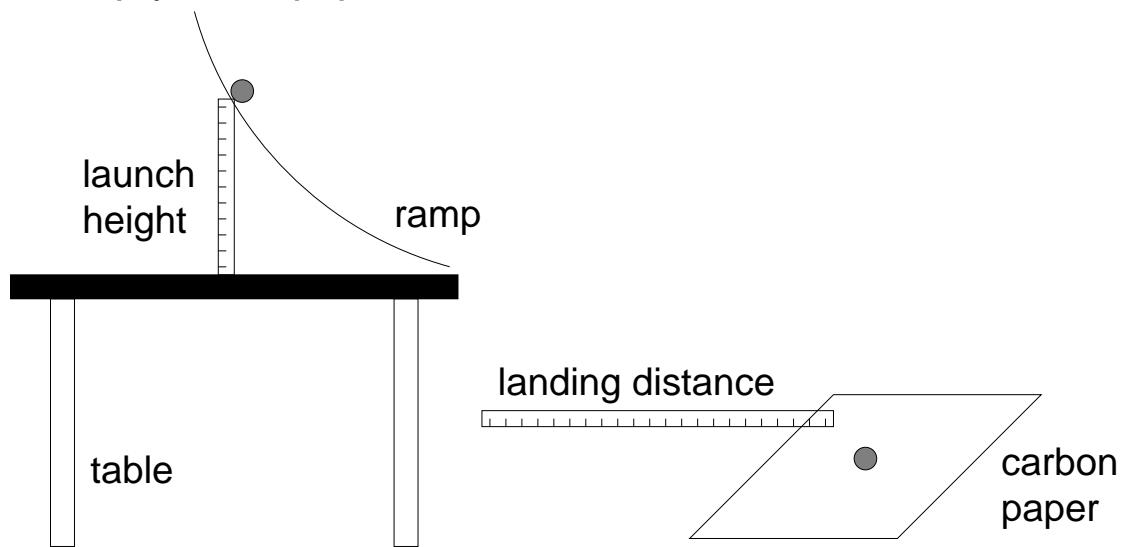 launch
height
ramp
landing distance
table
carbon
paper